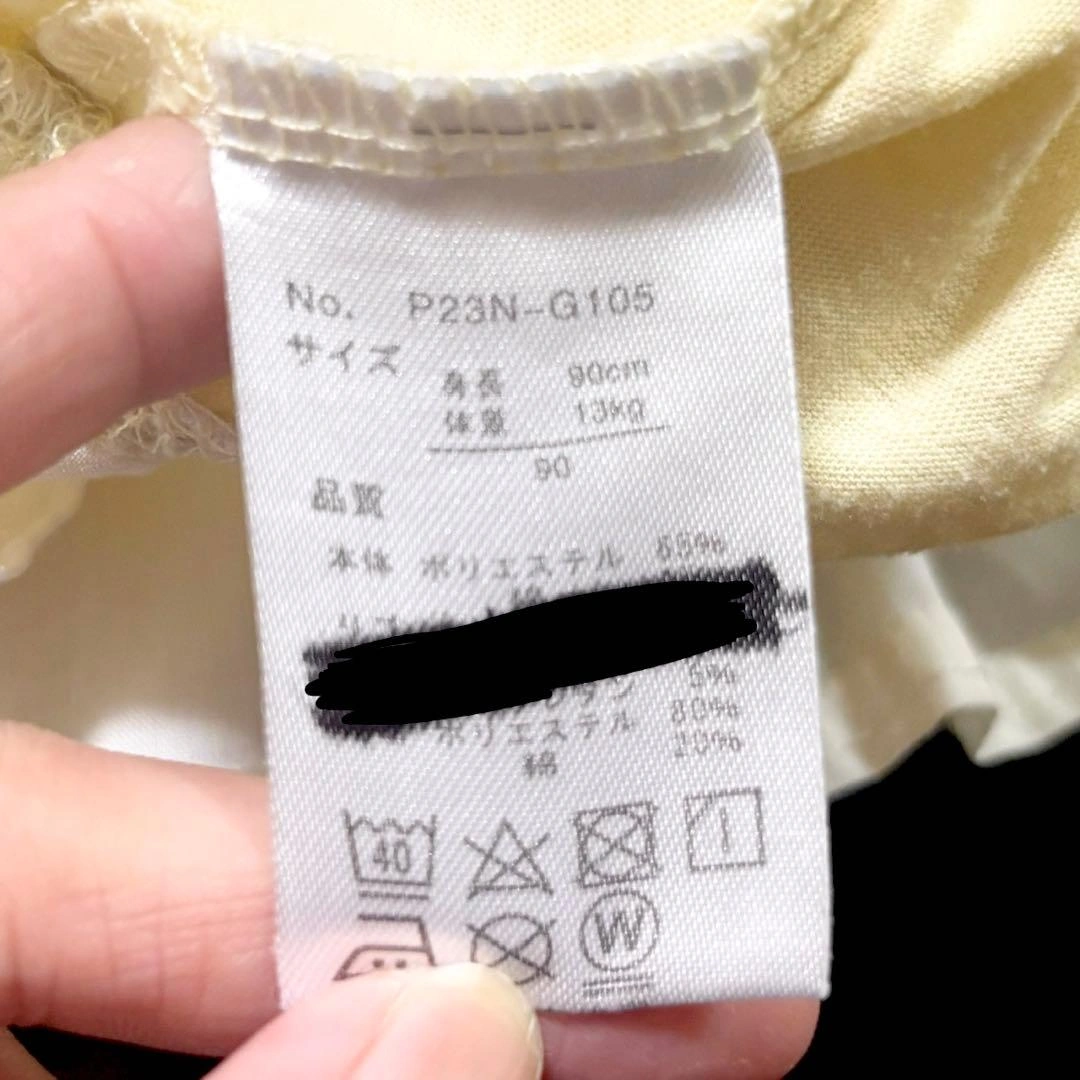 No. P23N-G105
サイズ
身長 90cm
体重 13kg
90
品質
本体 ポリエステル 65%
5%
ポリエステル 80%
綿 20%
40
W